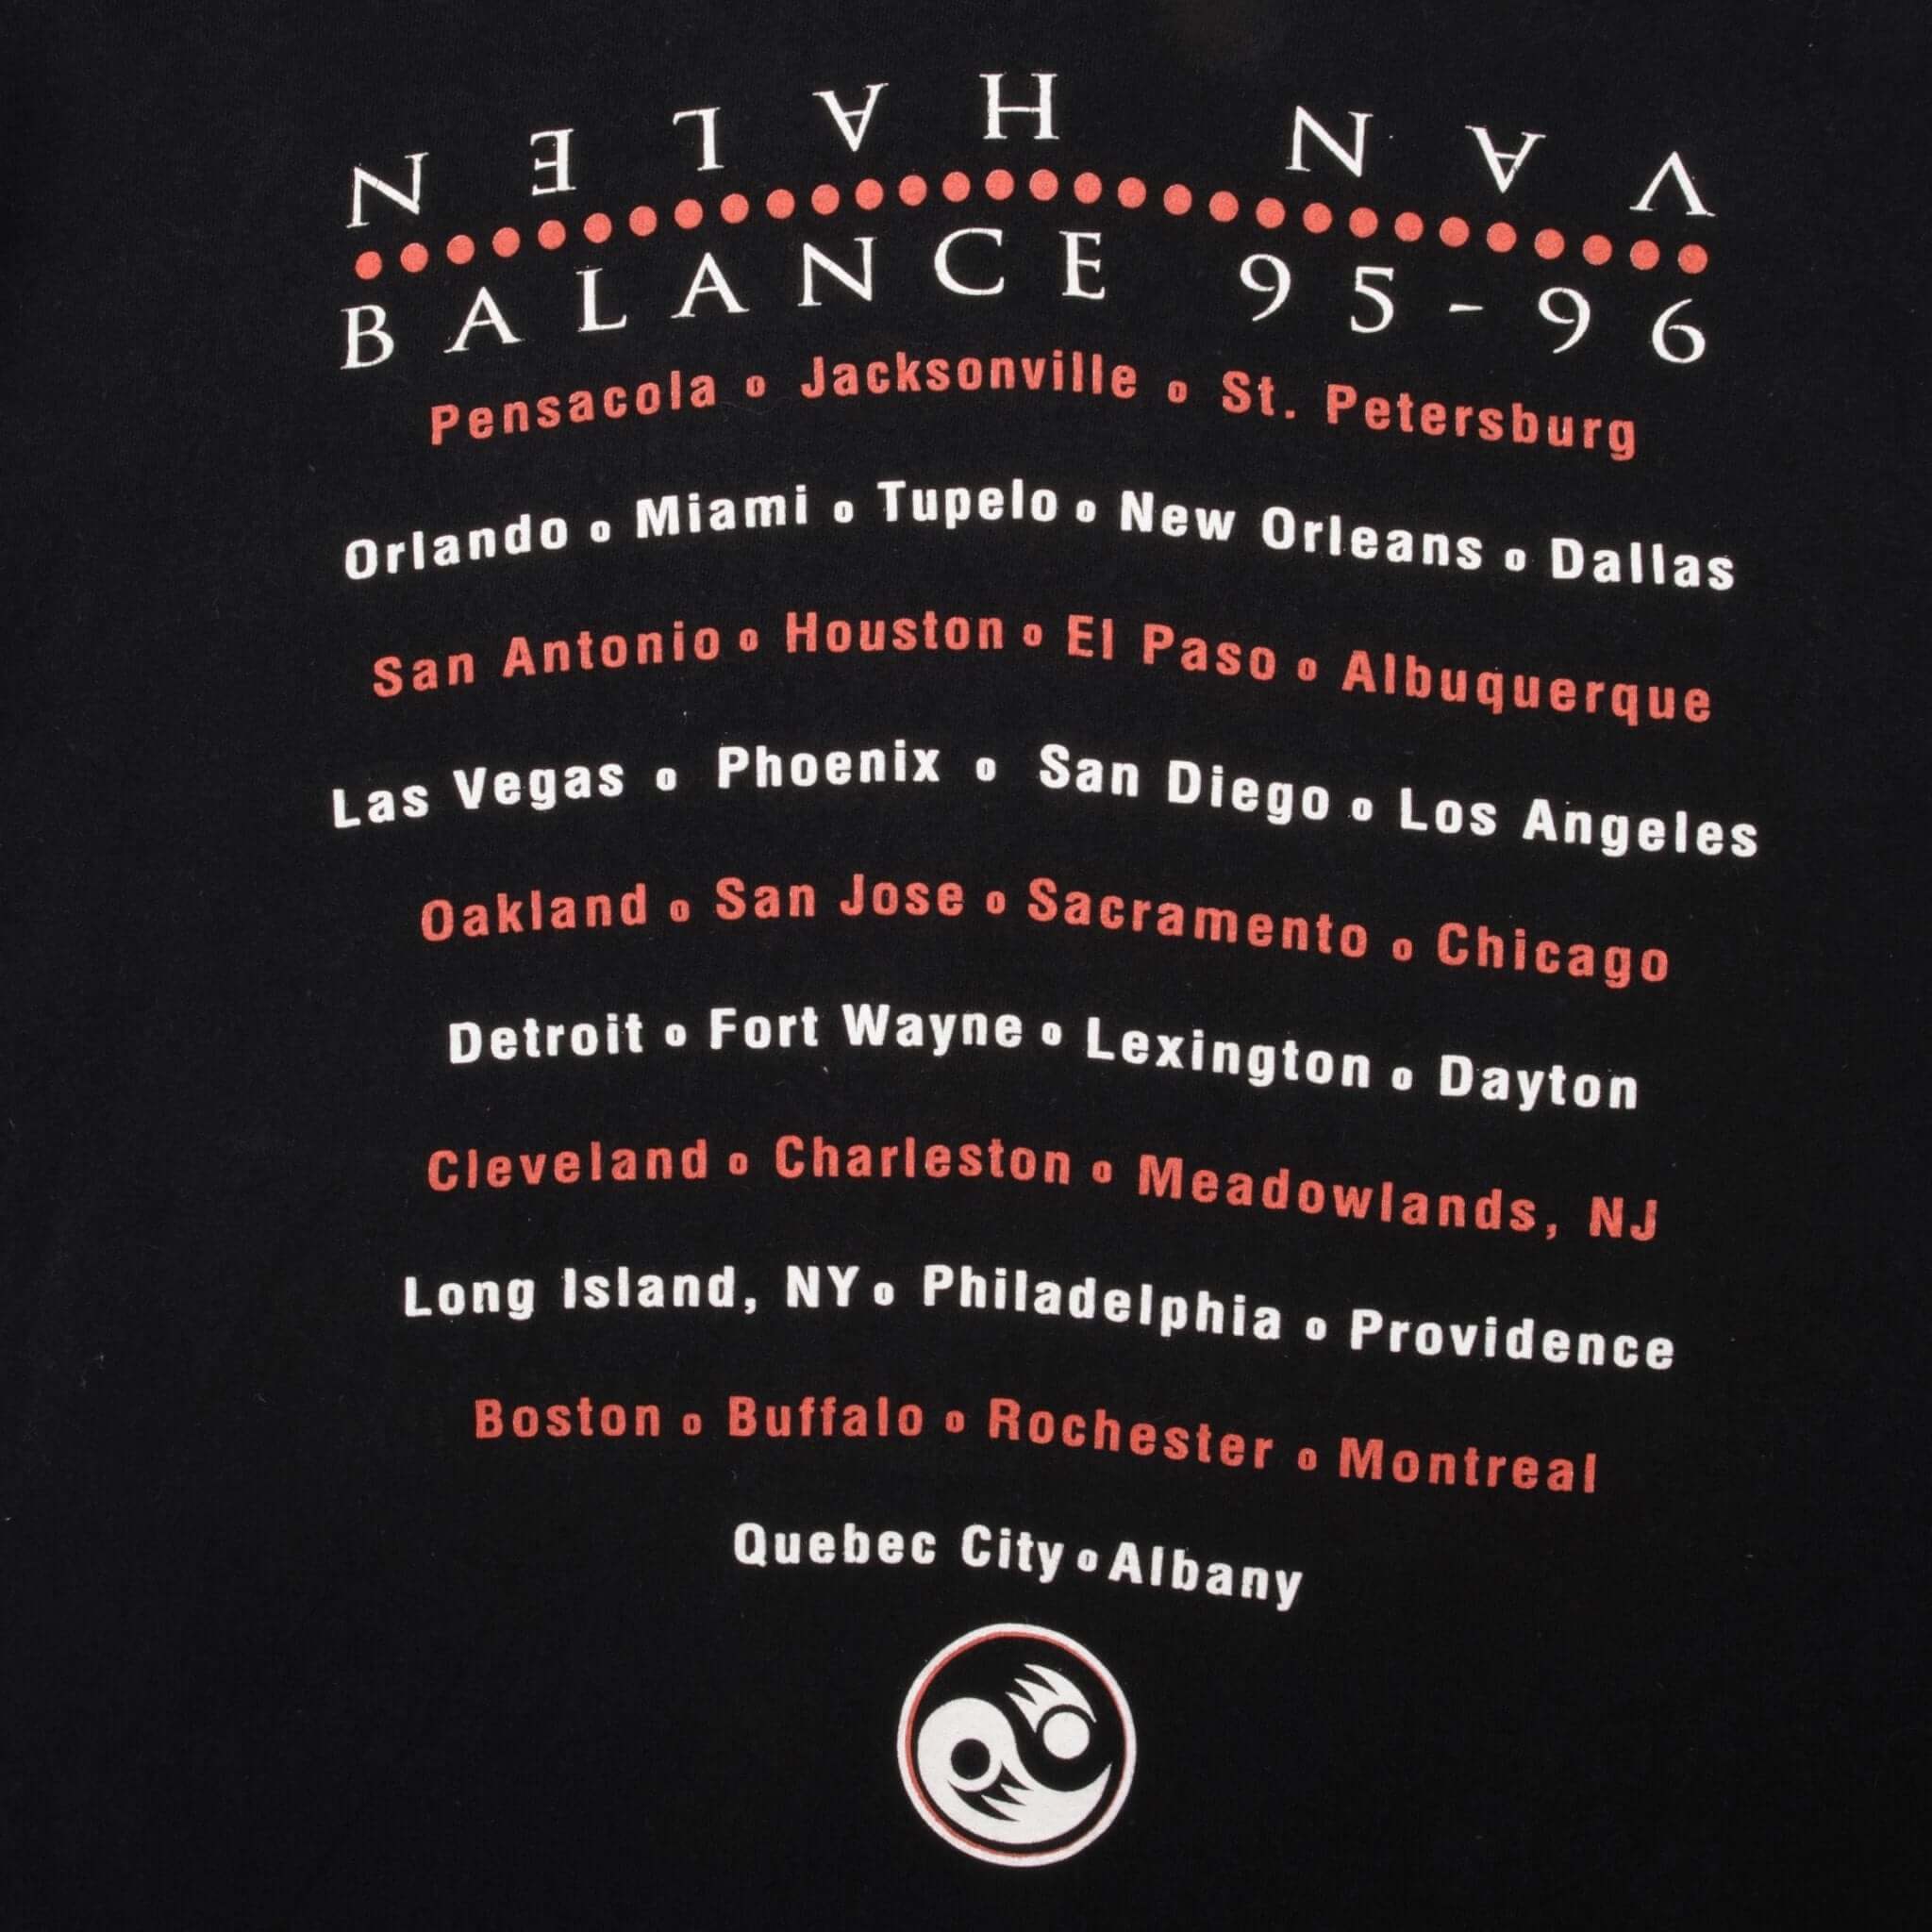 VAN HALEN
BALANCE 95-96
Pensacola o Jacksonville o St. Petersburg
Orlando o Miami o Tupelo o New Orleans o Dallas
San Antonio o Houston o El Paso o Albuquerque
Las Vegas o Phoenix o San Diego o Los Angeles
Oakland o San Jose o Sacramento o Chicago
Detroit o Fort Wayne o Lexington o Dayton
Cleveland o Charleston o Meadowlands, NJ
Long Island, NY o Philadelphia o Providence
Boston o Buffalo o Rochester o Montreal
Quebec City o Albany